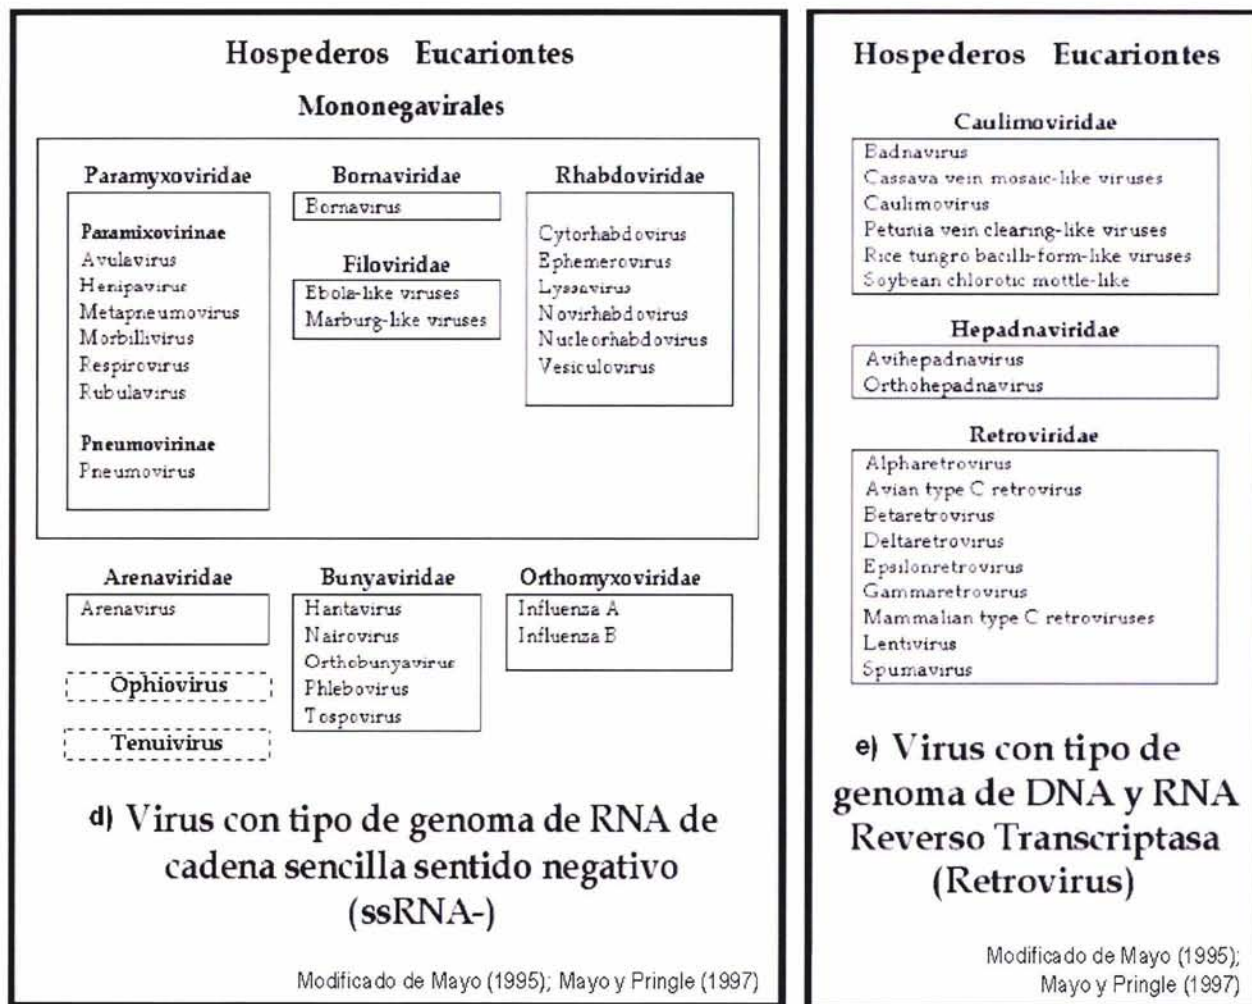 Hospederos Eucariontes
Mononegavirales
Paramyxoviridae
Paramixovirinae
Avulavirus
Henipavirus
Metapneumovirus
Morbillivirus
Respirovirus
Rubulavirus
Pneumovirinae
Pneumovirus
Bornaviridae
Bornavirus
Filoviridae
Ebola-like viruses
Marburg-like viruses
Rhabdoviridae
Cytorhabdovirus
Ephemerovirus
Lyssavirus
Novirhabdovirus
Nucleorhabdovirus
Vesiculovirus
Arenaviridae
Arenavirus
Ophiovirus
Tenuivirus
Bunyaviridae
Hantavirus
Nairovirus
Orthobunyavirus
Phlebovirus
Tospovirus
Orthomyxoviridae
Influenza A
Influenza B
d) Virus con tipo de genoma de RNA de
cadena sencilla sentido negativo
(ssRNA-)
Modificado de Mayo (1995); Mayo y Pringle (1997)
Hospederos Eucariontes
Caulimoviridae
Badnavirus
Cassava vein mosaic-like viruses
Caulimovirus
Petunia vein clearing-like viruses
Rice tungro bacilli-form-like viruses
Soybean chlorotic mottle-like
Hepadnaviridae
Avihepadnavirus
Orthohepadnavirus
Retroviridae
Alpharetrovirus
Avian type C retrovirus
Betaretrovirus
Deltaretrovirus
Epsilonretrovirus
Gammaretrovirus
Mammalian type C retroviruses
Lentivirus
Spumavirus
e) Virus con tipo de
genoma de DNA y RNA
Reverso Transcriptasa
(Retrovirus)
Modificado de Mayo (1995);
Mayo y Pringle (1997)